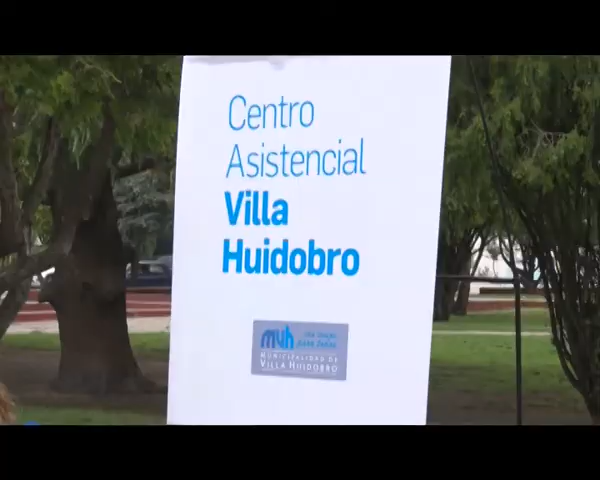 Centro
Asistencial
Villa
Huidobro
mvh
MUNICIPALIDAD DE
VILLA HUIDOBRO